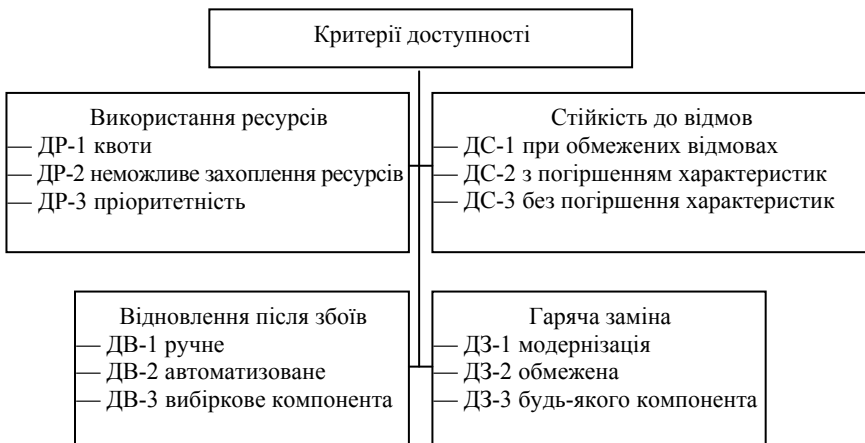 Критерії доступності
Використання ресурсів
— ДР-1 квоти
— ДР-2 неможливе захоплення ресурсів
— ДР-3 пріоритетність
Стійкість до відмов
— ДС-1 при обмежених відмовах
— ДС-2 з погіршенням характеристик
— ДС-3 без погіршення характеристик
Відновлення після збоїв
— ДВ-1 ручне
— ДВ-2 автоматизоване
— ДВ-3 вибіркове компонента
Гаряча заміна
— ДЗ-1 модернізація
— ДЗ-2 обмежена
— ДЗ-3 будь-якого компонента